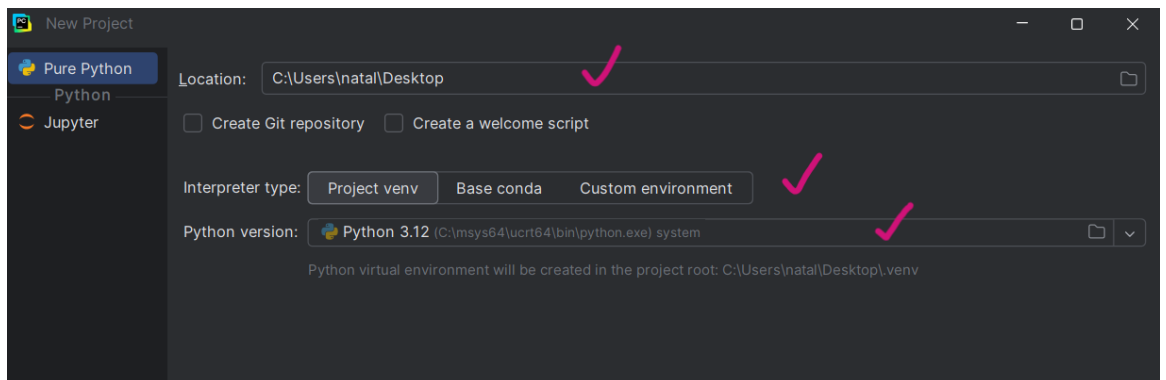 New Project
Pure Python
Python
Jupyter
Location: C:\Users\natal\Desktop
Create Git repository Create a welcome script
Interpreter type: Project venv Base conda Custom environment
Python version: Python 3.12 (C:\msys64\ucrt64\bin\python.exe) system
Python virtual environment will be created in the project root: C:\Users\natal\Desktop\.venv